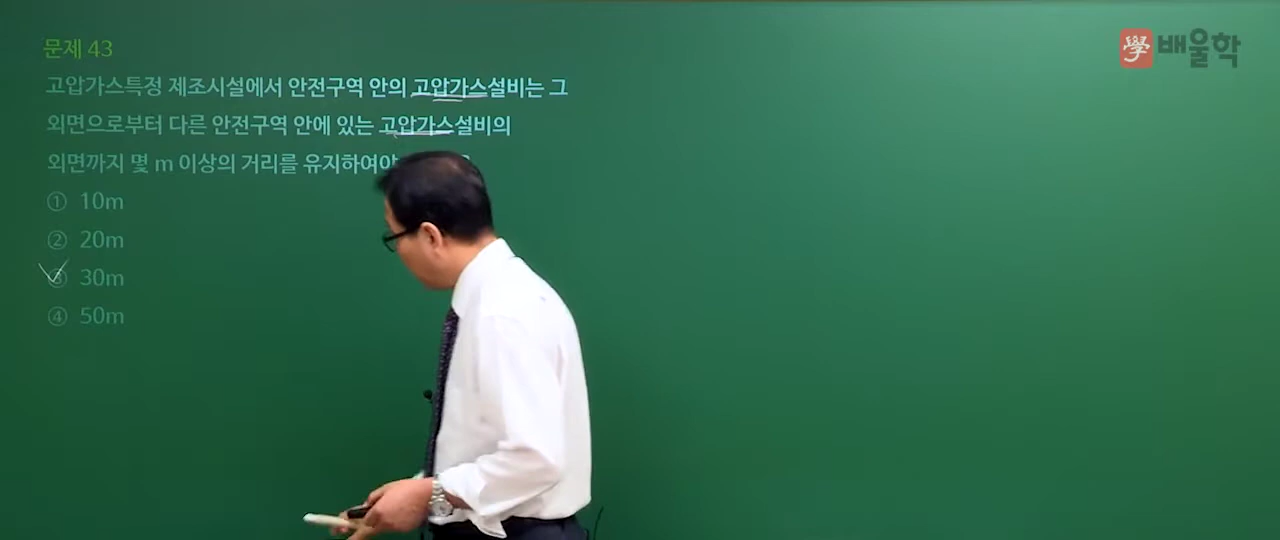 문제 43
學 배울학
고압가스특정 제조시설에서 안전구역 안의 고압가스설비는 그
외면으로부터 다른 안전구역 안에 있는 고압가스설비의
외면까지 몇 m 이상의 거리를 유지하여야
① 10m
② 20m
③ 30m
④ 50m